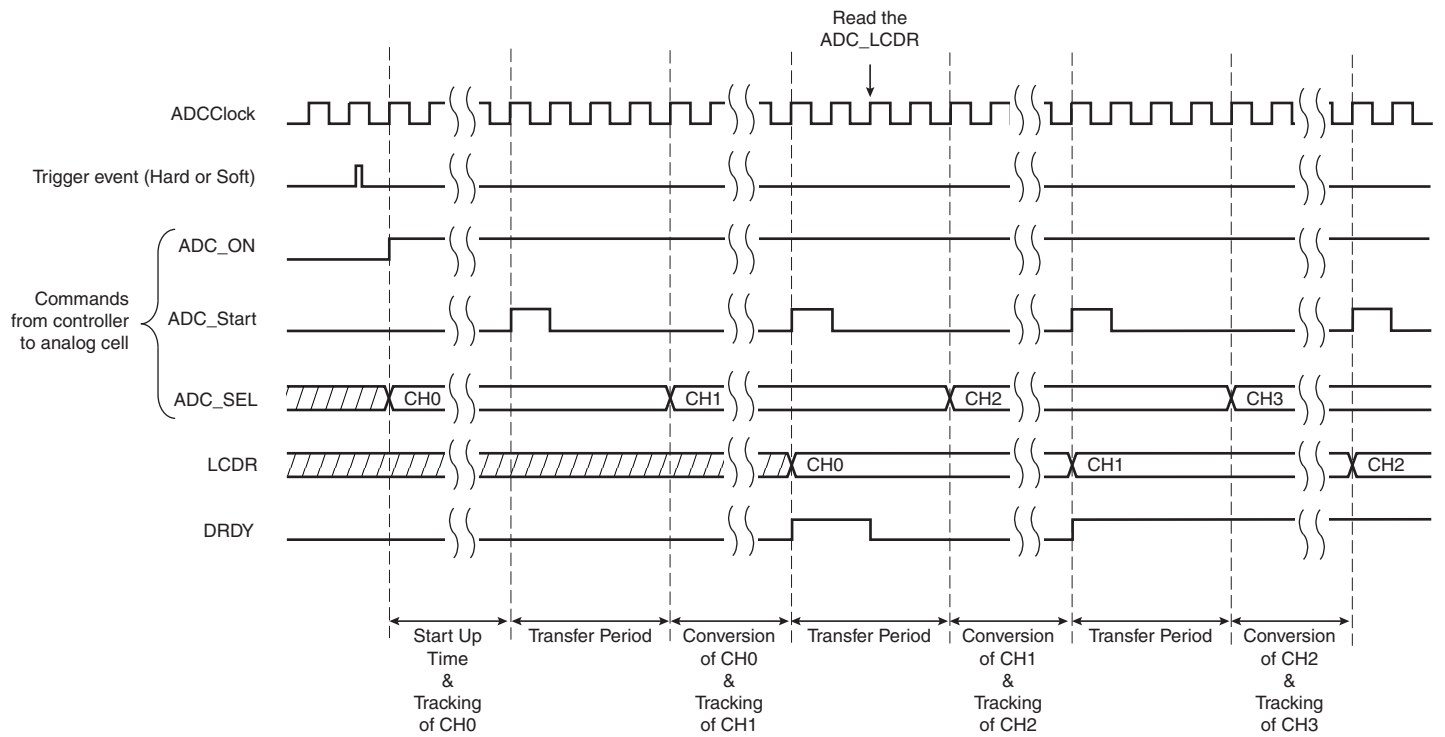 Read the
ADC_LCDR
ADCClock
Trigger event (Hard or Soft)
ADC_ON
Commands
from controller
to analog cell
ADC_Start
ADC_SEL
CH0
CH1
CH2
CH3
LCDR
CH0
CH1
CH2
DRDY
Start Up
Time
&
Tracking
of CH0
Transfer Period
Conversion
of CH0
&
Tracking
of CH1
Transfer Period
Conversion
of CH1
&
Tracking
of CH2
Transfer Period
Conversion
of CH2
&
Tracking
of CH3